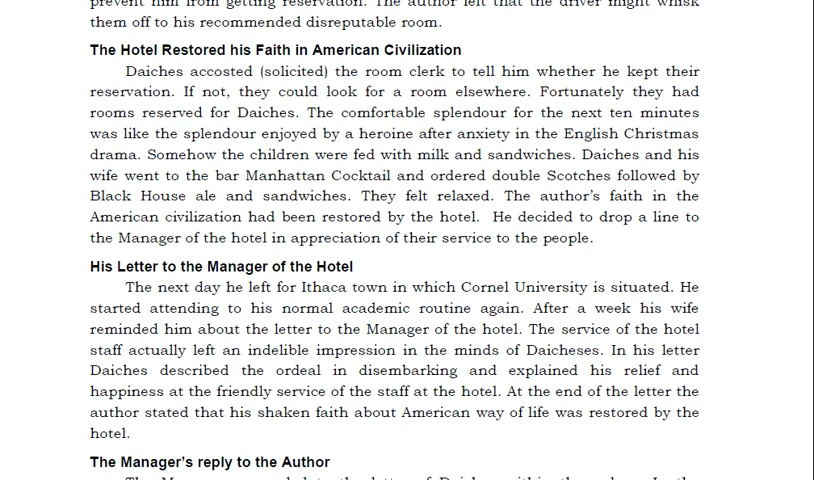 prevent him from getting reservation. The author felt that the driver might whisk
them off to his recommended disreputable room.
The Hotel Restored his Faith in American Civilization
Daiches accosted (solicited) the room clerk to tell him whether he kept their
reservation. If not, they could look for a room elsewhere. Fortunately they had
rooms reserved for Daiches. The comfortable splendour for the next ten minutes
was like the splendour enjoyed by a heroine after anxiety in the English Christmas
drama. Somehow the children were fed with milk and sandwiches. Daiches and his
wife went to the bar Manhattan Cocktail and ordered double Scotches followed by
Black House ale and sandwiches. They felt relaxed. The author's faith in the
American civilization had been restored by the hotel. He decided to drop a line to
the Manager of the hotel in appreciation of their service to the people.
His Letter to the Manager of the Hotel
The next day he left for Ithaca town in which Cornel University is situated. He
started attending to his normal academic routine again. After a week his wife
reminded him about the letter to the Manager of the hotel. The service of the hotel
staff actually left an indelible impression in the minds of Daicheses. In his letter
Daiches described the ordeal in disembarking and explained his relief and
happiness at the friendly service of the staff at the hotel. At the end of the letter the
author stated that his shaken faith about American way of life was restored by the
hotel.
The Manager's reply to the Author